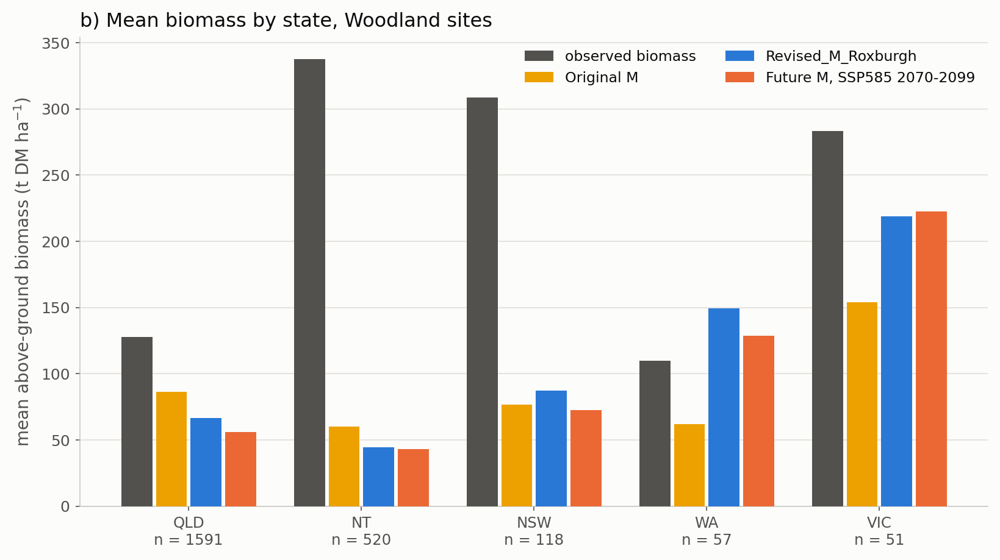 b) Mean biomass by state, Woodland sites
observed biomass
Original M
Revised_M_Roxburgh
Future M, SSP585 2070-2099
mean above-ground biomass (t DM ha⁻¹)
350
300
250
200
150
100
50
0
QLD
n = 1591
NT
n = 520
NSW
n = 118
WA
n = 57
VIC
n = 51